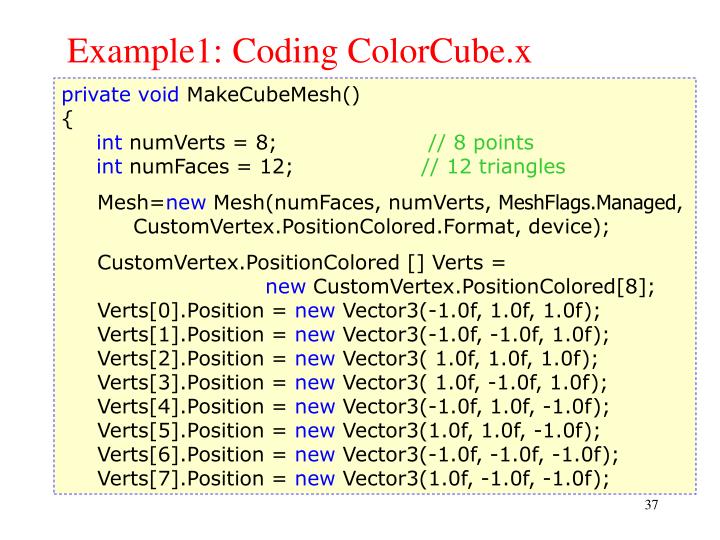 Example1: Coding ColorCube.x
private void MakeCubeMesh()
{
int numVerts = 8; // 8 points
int numFaces = 12; // 12 triangles
Mesh=new Mesh(numFaces, numVerts, MeshFlags.Managed,
CustomVertex.PositionColored.Format, device);
CustomVertex.PositionColored [] Verts =
new CustomVertex.PositionColored[8];
Verts[0].Position = new Vector3(-1.0f, 1.0f, 1.0f);
Verts[1].Position = new Vector3(-1.0f, -1.0f, 1.0f);
Verts[2].Position = new Vector3( 1.0f, 1.0f, 1.0f);
Verts[3].Position = new Vector3( 1.0f, -1.0f, 1.0f);
Verts[4].Position = new Vector3(-1.0f, 1.0f, -1.0f);
Verts[5].Position = new Vector3(1.0f, 1.0f, -1.0f);
Verts[6].Position = new Vector3(-1.0f, -1.0f, -1.0f);
Verts[7].Position = new Vector3(1.0f, -1.0f, -1.0f);
37